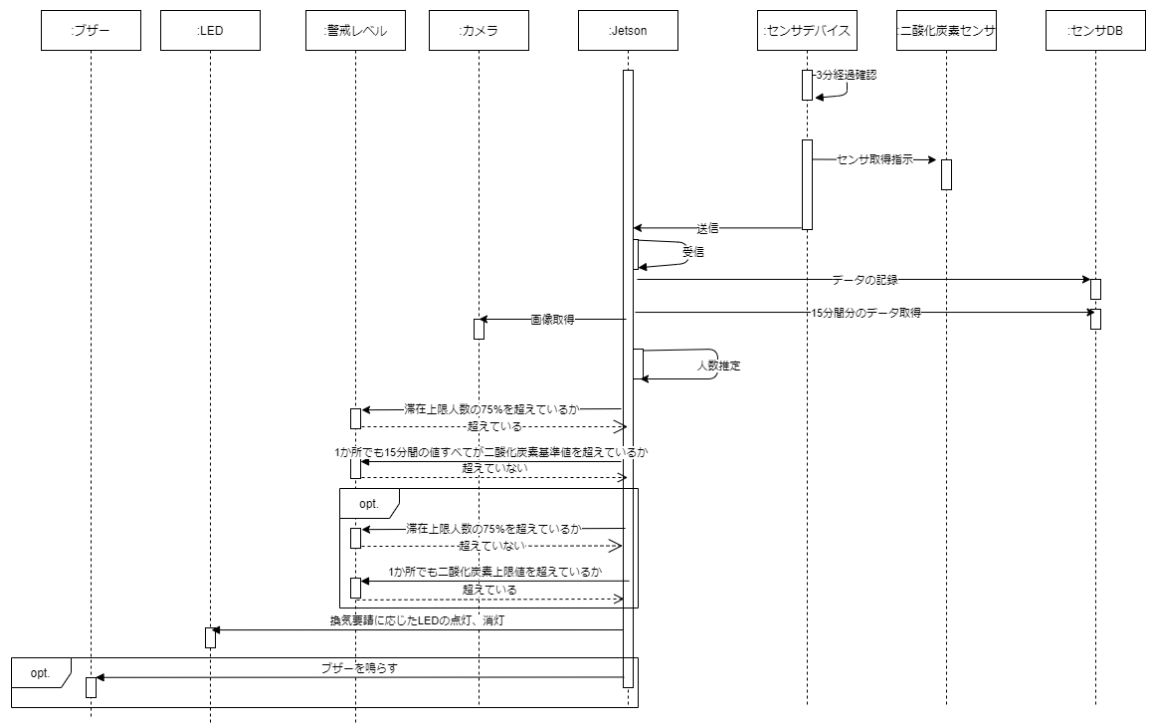 :ブザー
:LED
:警戒レベル
:カメラ
:Jetson
:センサデバイス
:二酸化炭素センサ
:センサDB
3分経過確認
センサ取得指示
送信
受信
データの記録
15分間分のデータ取得
画像取得
人数推定
滞在上限人数の75%を超えているか
超えている
1か所でも15分間の値すべてが二酸化炭素基準値を超えているか
超えていない
opt.
滞在上限人数の75%を超えているか
超えていない
1か所でも二酸化炭素上限値を超えているか
超えている
換気要請に応じたLEDの点灯、消灯
opt.
ブザーを鳴らす